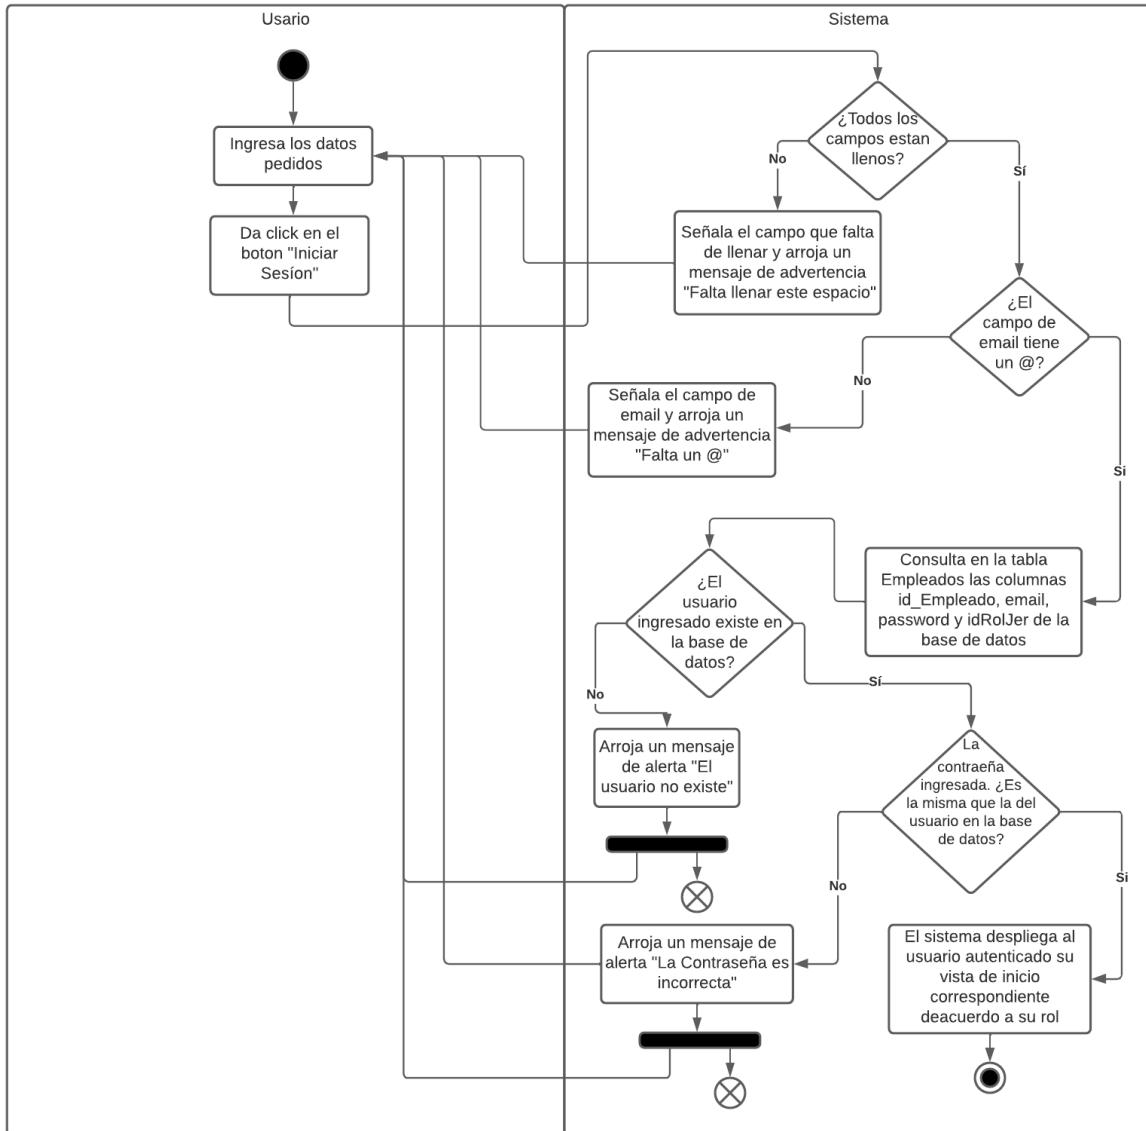 Usario
Sistema
Ingresa los datos
pedidos
Da click en el
boton "Iniciar
Sesíon"
¿Todos los
campos estan
llenos?
No
Sí
Señala el campo que falta
de llenar y arroja un
mensaje de advertencia
"Falta llenar este espacio"
¿El
campo de
email tiene
un @?
No
Si
Señala el campo de
email y arroja un
mensaje de advertencia
"Falta un @"
Consulta en la tabla
Empleados las columnas
id_Empleado, email,
password y idRolJer de la
base de datos
¿El
usuario
ingresado existe en
la base de
datos?
No
Sí
Arroja un mensaje
de alerta "El
usuario no existe"
La
contraeña
ingresada. ¿Es
la misma que la del
usuario en la base
de datos?
No
Si
Arroja un mensaje de
alerta "La Contraseña es
incorrecta"
El sistema despliega al
usuario autenticado su
vista de inicio
correspondiente
deacuerdo a su rol